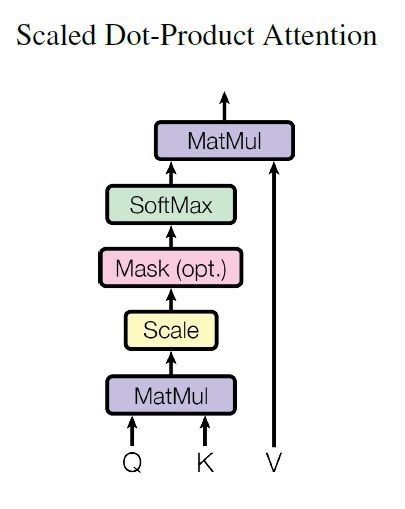 Scaled Dot-Product Attention
MatMul
SoftMax
Mask (opt.)
Scale
MatMul
Q K V